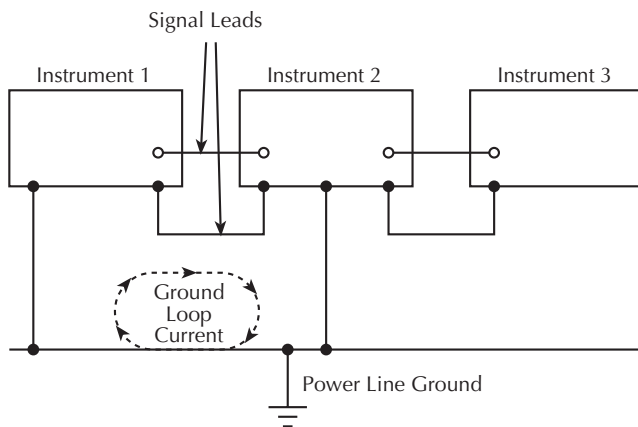 Signal Leads
Instrument 1
Instrument 2
Instrument 3
Ground
Loop
Current
Power Line Ground